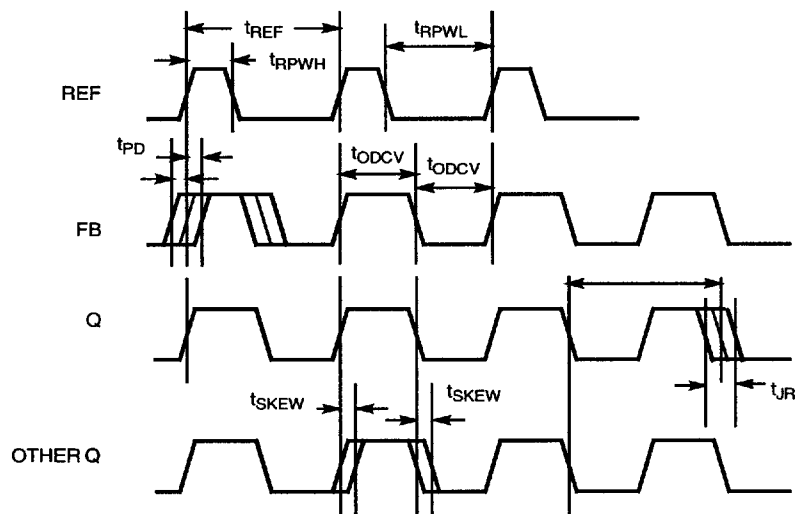 tREF
tRPWH
tRPWL
REF
tPD
tODCV
tODCV
FB
Q
tSKEW
tSKEW
tJR
OTHER Q